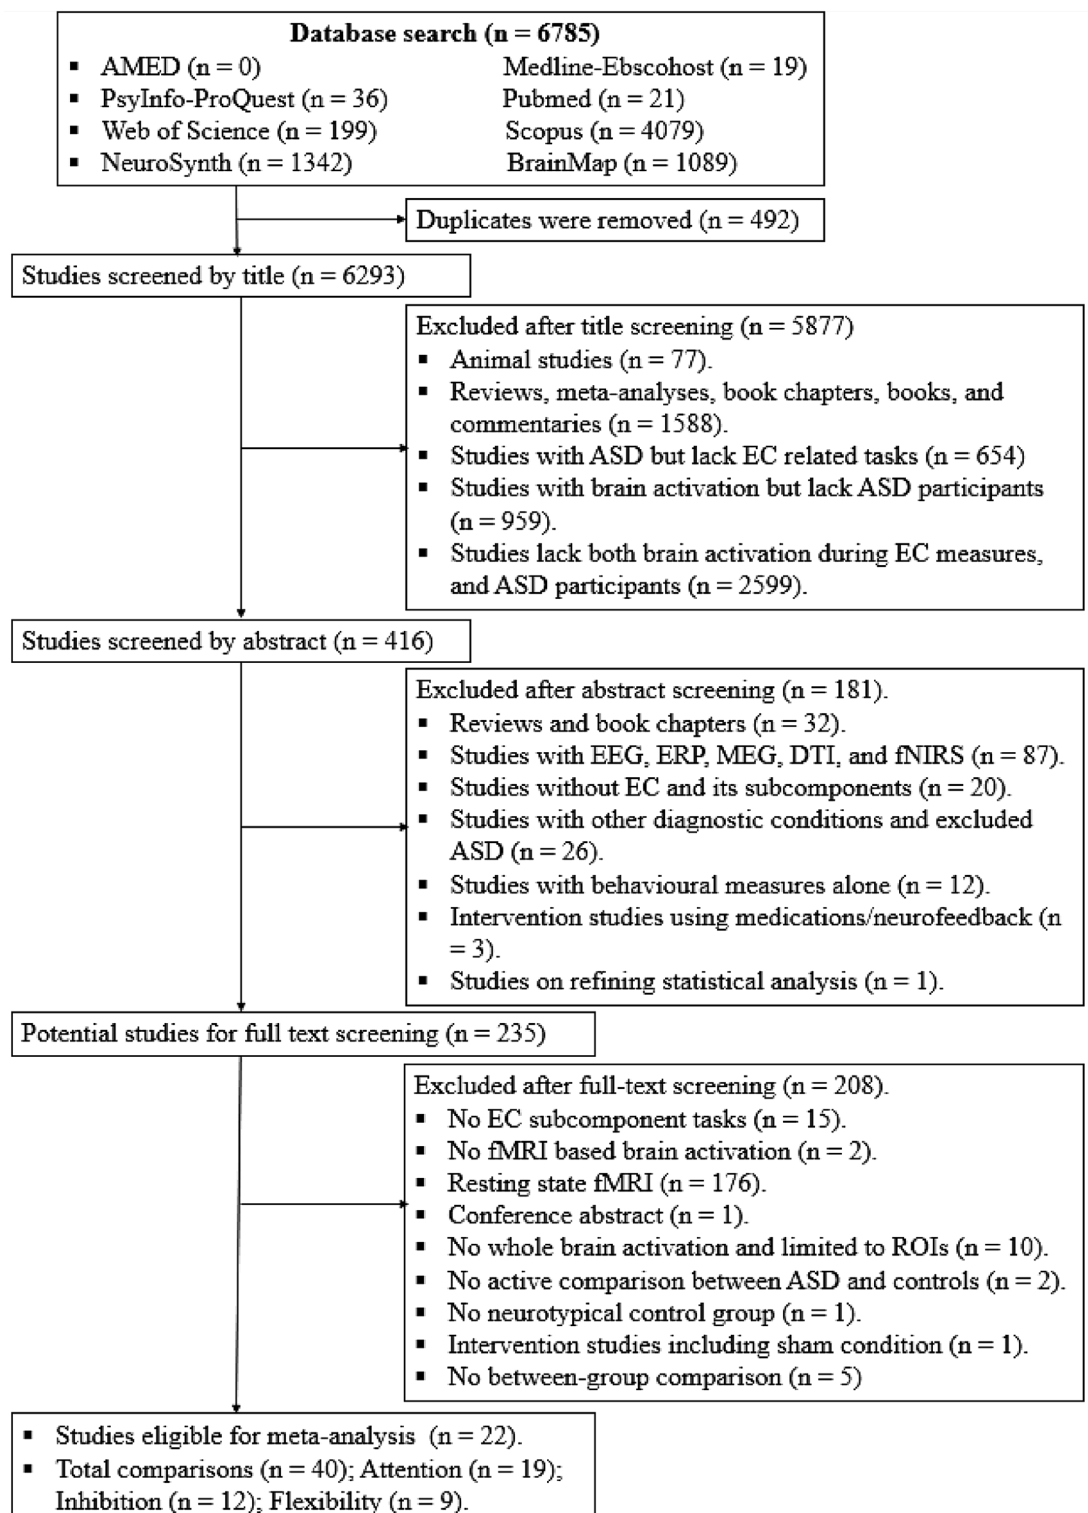 Database search (n = 6785)
▪ AMED (n = 0) Medline-Ebscohost (n = 19)
▪ PsyInfo-ProQuest (n = 36) Pubmed (n = 21)
▪ Web of Science (n = 199) Scopus (n = 4079)
▪ NeuroSynth (n = 1342) BrainMap (n = 1089)
Duplicates were removed (n = 492)
Studies screened by title (n = 6293)
Excluded after title screening (n = 5877)
▪ Animal studies (n = 77).
▪ Reviews, meta-analyses, book chapters, books, and
commentaries (n = 1588).
▪ Studies with ASD but lack EC related tasks (n = 654)
▪ Studies with brain activation but lack ASD participants
(n = 959).
▪ Studies lack both brain activation during EC measures,
and ASD participants (n = 2599).
Studies screened by abstract (n = 416)
Excluded after abstract screening (n = 181).
▪ Reviews and book chapters (n = 32).
▪ Studies with EEG, ERP, MEG, DTI, and fNIRS (n = 87).
▪ Studies without EC and its subcomponents (n = 20).
▪ Studies with other diagnostic conditions and excluded
ASD (n = 26).
▪ Studies with behavioural measures alone (n = 12).
▪ Intervention studies using medications/neurofeedback (n
= 3).
▪ Studies on refining statistical analysis (n = 1).
Potential studies for full text screening (n = 235)
Excluded after full-text screening (n = 208).
▪ No EC subcomponent tasks (n = 15).
▪ No fMRI based brain activation (n = 2).
▪ Resting state fMRI (n = 176).
▪ Conference abstract (n = 1).
▪ No whole brain activation and limited to ROIs (n = 10).
▪ No active comparison between ASD and controls (n = 2).
▪ No neurotypical control group (n = 1).
▪ Intervention studies including sham condition (n = 1).
▪ No between-group comparison (n = 5)
▪ Studies eligible for meta-analysis (n = 22).
▪ Total comparisons (n = 40); Attention (n = 19);
Inhibition (n = 12); Flexibility (n = 9).